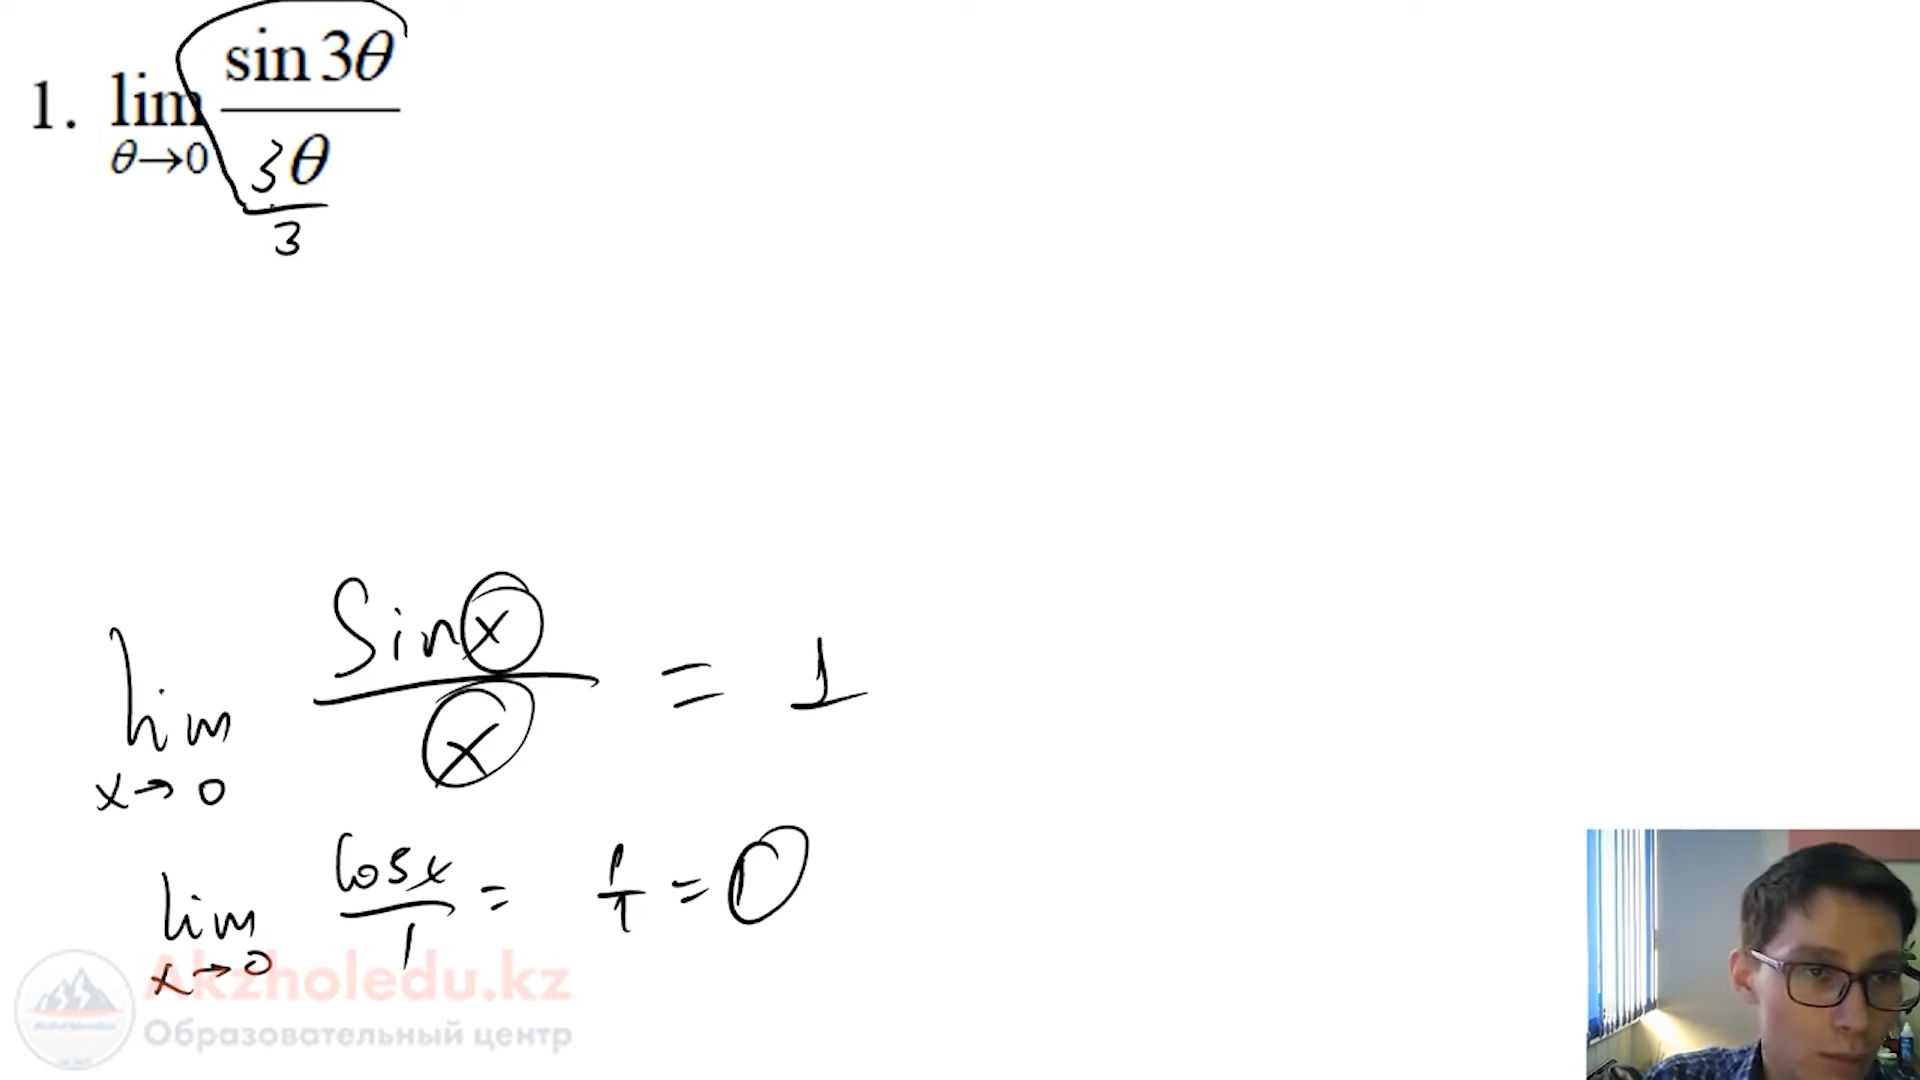 1. lim sin 3θ
θ→0 3θ
3
lim sin x / x = 1
x→0
lim cos x / 1 = 1/1 = 1
x→0
Akzholedu.kz
Образовательный центр